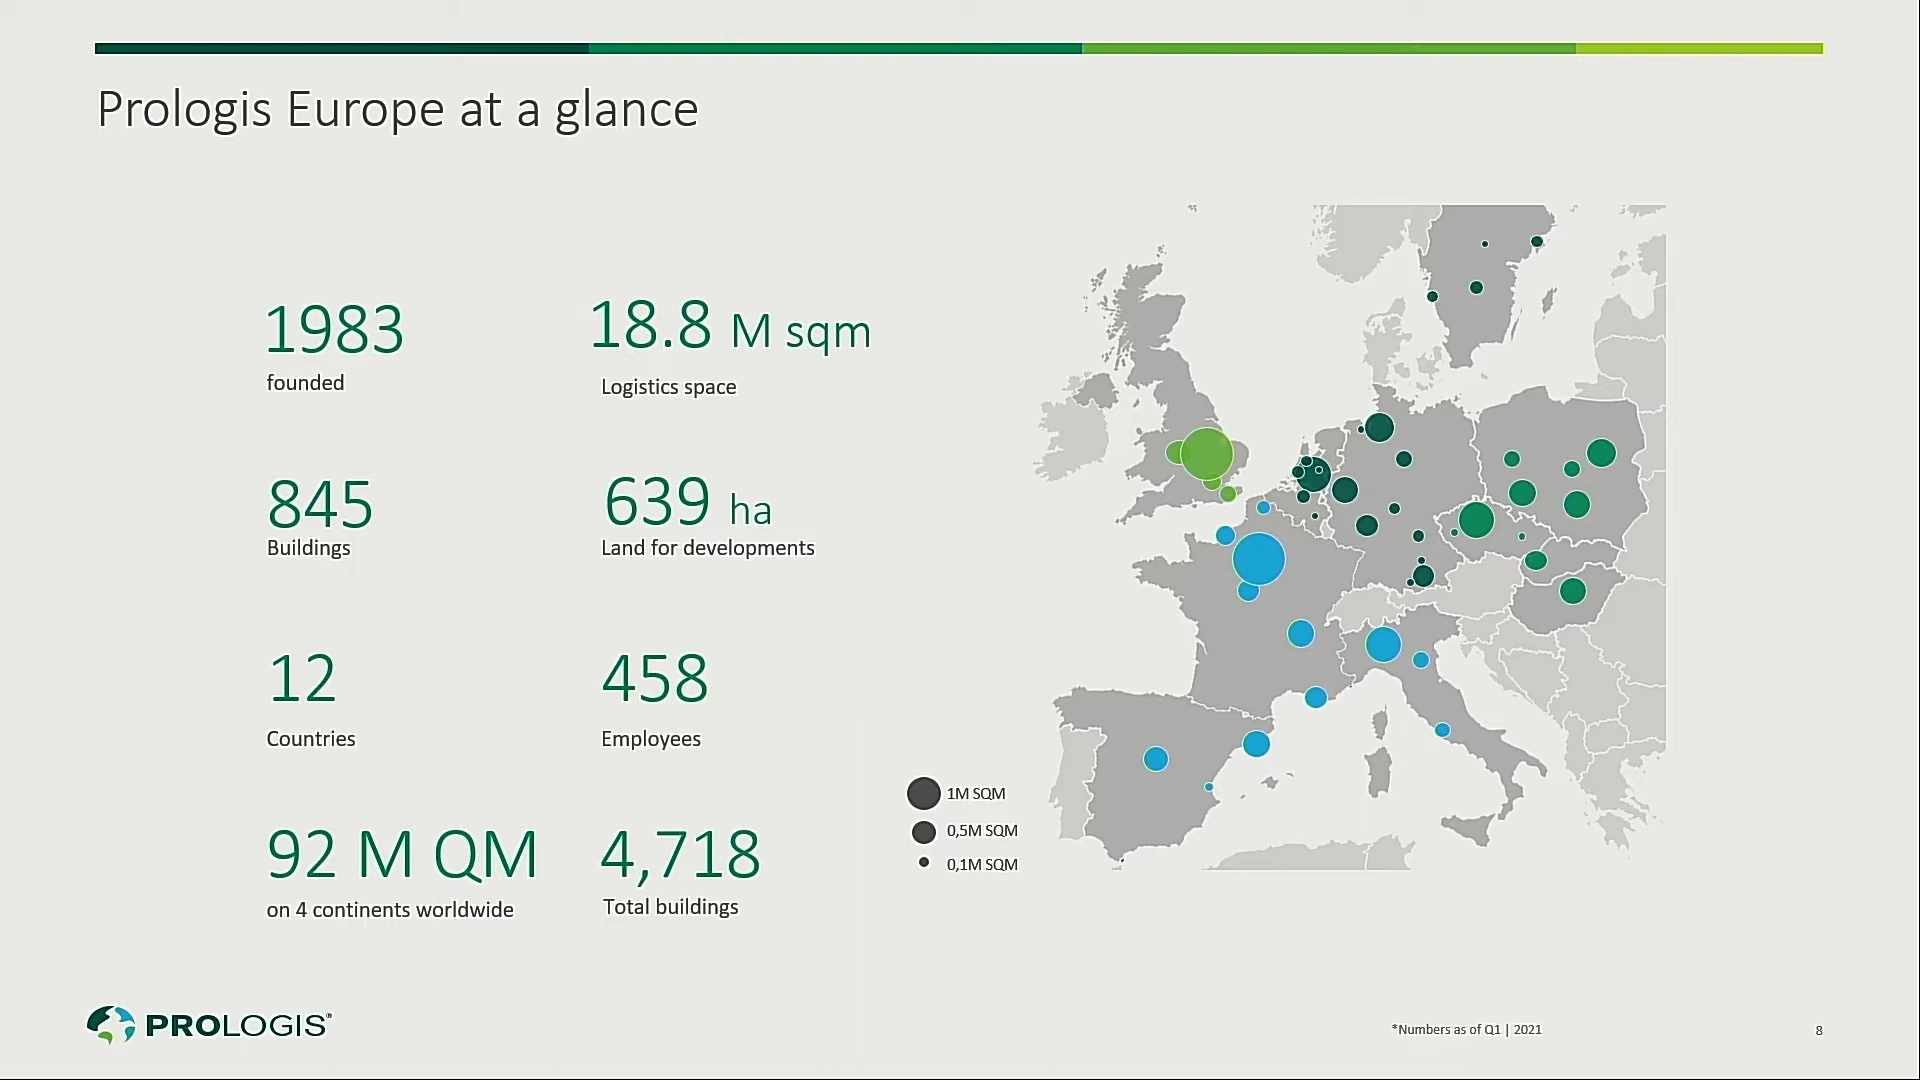 Prologis Europe at a glance
1983
founded
18.8 M sqm
Logistics space
845
Buildings
639 ha
Land for developments
12
Countries
458
Employees
92 M QM
on 4 continents worldwide
4,718
Total buildings
1M SQM
0,5M SQM
0,1M SQM
PROLOGIS®
*Numbers as of Q1 | 2021
8